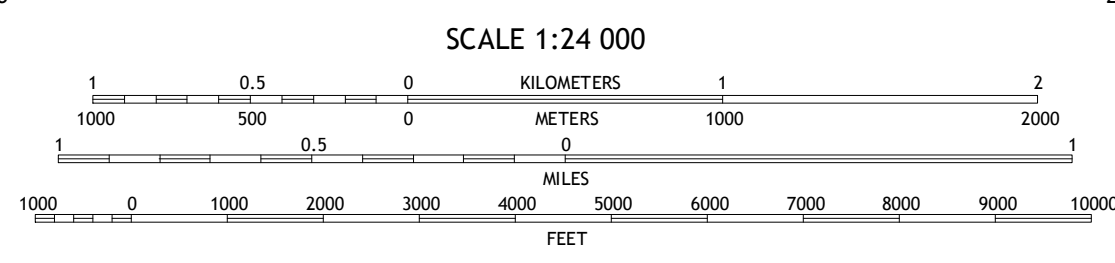 SCALE 1:24 000
1 0.5 0 KILOMETERS 1 2
1000 500 0 METERS 1000 2000
1 0.5 0 1
MILES
1000 0 1000 2000 3000 4000 5000 6000 7000 8000 9000 10000
FEET